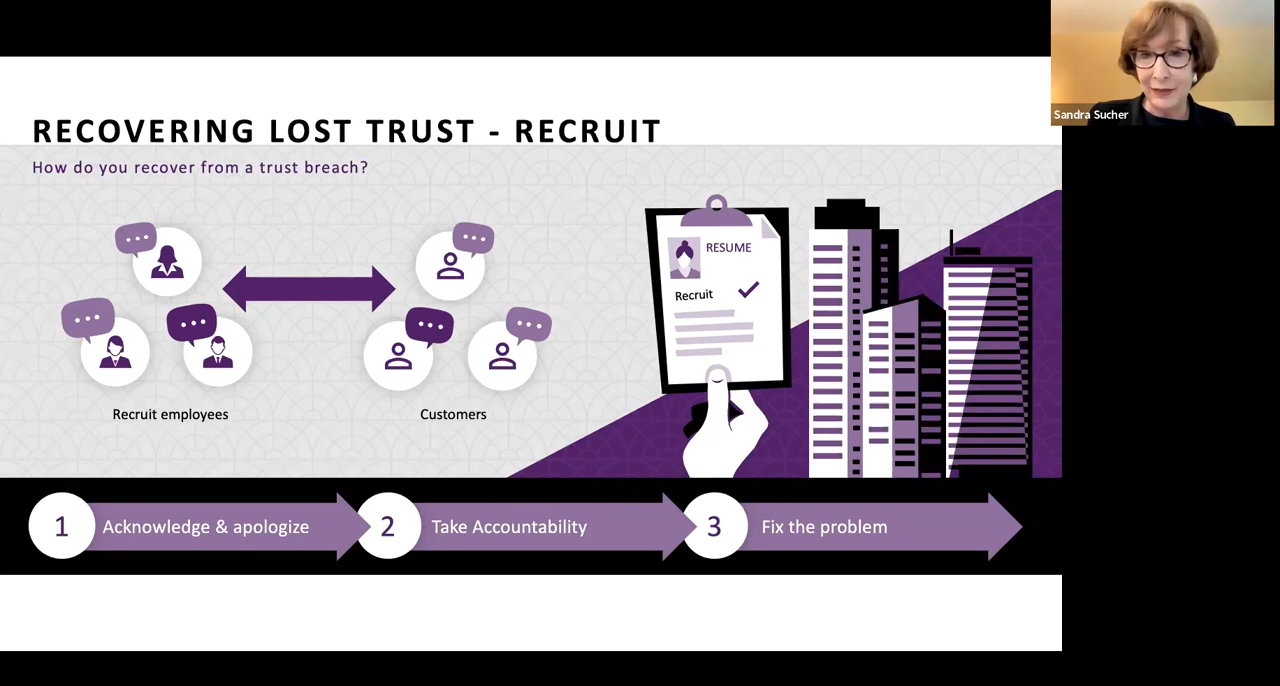 Sandra Sucher
RECOVERING LOST TRUST - RECRUIT
How do you recover from a trust breach?
RESUME
Recruit
Recruit employees
Customers
1 Acknowledge & apologize
2 Take Accountability
3 Fix the problem